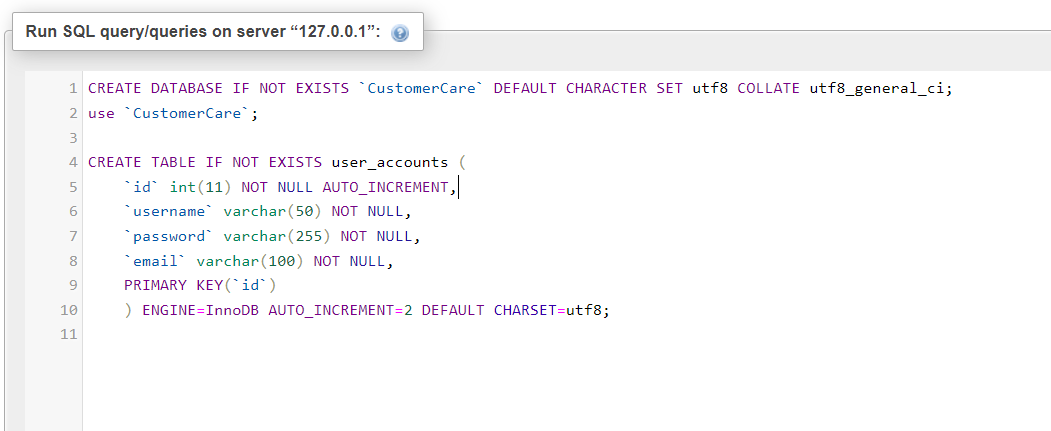 Run SQL query/queries on server “127.0.0.1”:
1 CREATE DATABASE IF NOT EXISTS `CustomerCare` DEFAULT CHARACTER SET utf8 COLLATE utf8_general_ci;
2 use `CustomerCare`;
3
4 CREATE TABLE IF NOT EXISTS user_accounts (
5 `id` int(11) NOT NULL AUTO_INCREMENT,
6 `username` varchar(50) NOT NULL,
7 `password` varchar(255) NOT NULL,
8 `email` varchar(100) NOT NULL,
9 PRIMARY KEY(`id`)
10 ) ENGINE=InnoDB AUTO_INCREMENT=2 DEFAULT CHARSET=utf8;
11